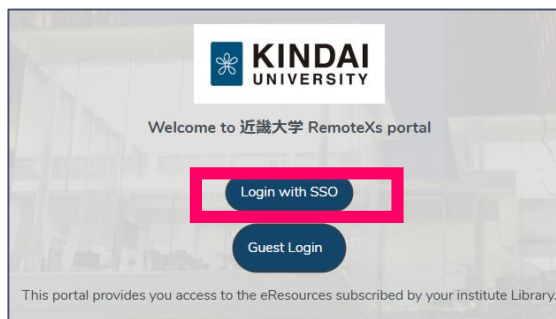 KINDAI
UNIVERSITY
Welcome to 近畿大学 RemoteXs portal
Login with SSO
Guest Login
This portal provides you access to the eResources subscribed by your institute Library.